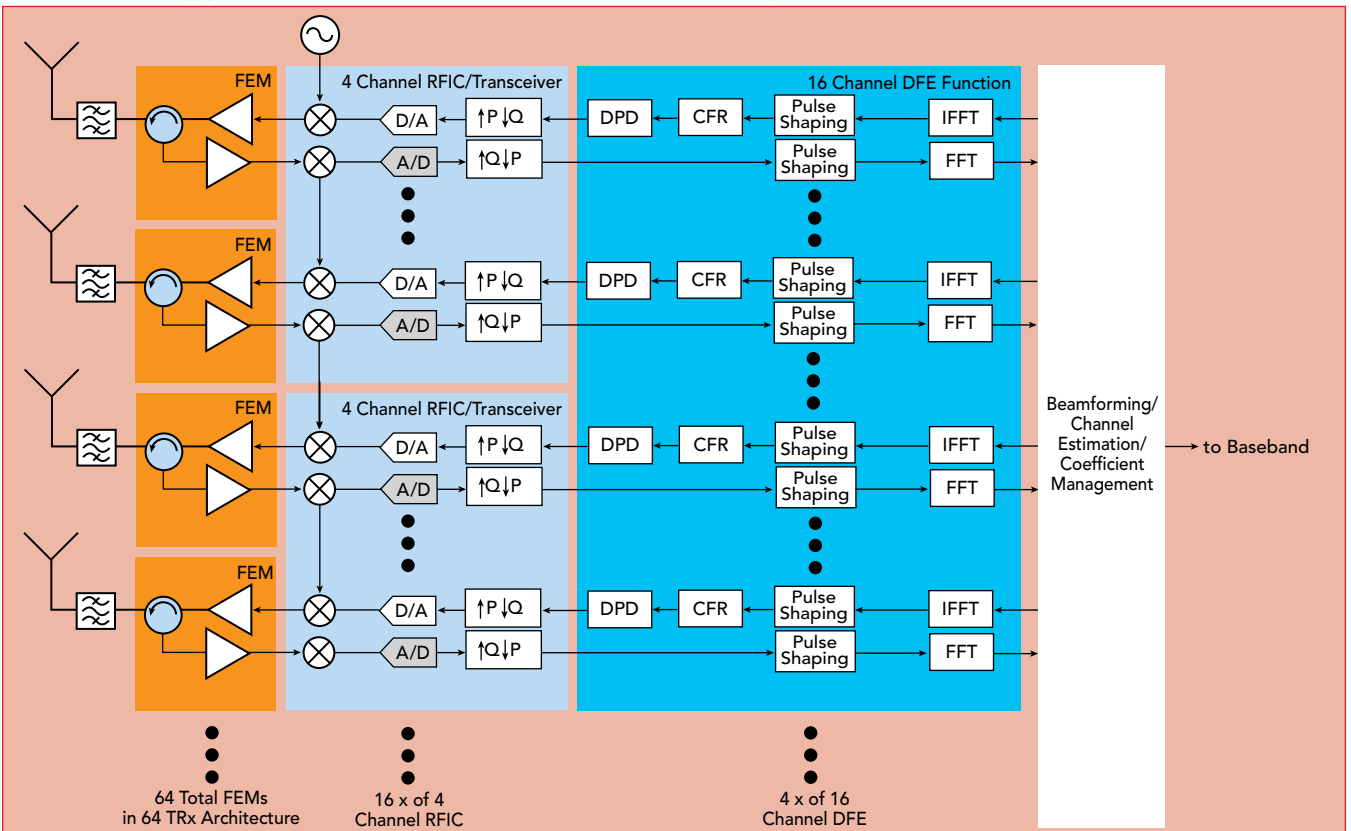 FEM
4 Channel RFIC/Transceiver
16 Channel DFE Function
D/A
↑P↓Q
DPD
CFR
Pulse
Shaping
IFFT
A/D
↑Q↓P
Pulse
Shaping
FFT
FEM
D/A
↑P↓Q
DPD
CFR
Pulse
Shaping
IFFT
A/D
↑Q↓P
Pulse
Shaping
FFT
FEM
4 Channel RFIC/Transceiver
D/A
↑P↓Q
DPD
CFR
Pulse
Shaping
IFFT
A/D
↑Q↓P
Pulse
Shaping
FFT
FEM
D/A
↑P↓Q
DPD
CFR
Pulse
Shaping
IFFT
A/D
↑Q↓P
Pulse
Shaping
FFT
Beamforming/
Channel
Estimation/
Coefficient
Management
to Baseband
64 Total FEMs
in 64 TRx Architecture
16 x of 4
Channel RFIC
4 x of 16
Channel DFE